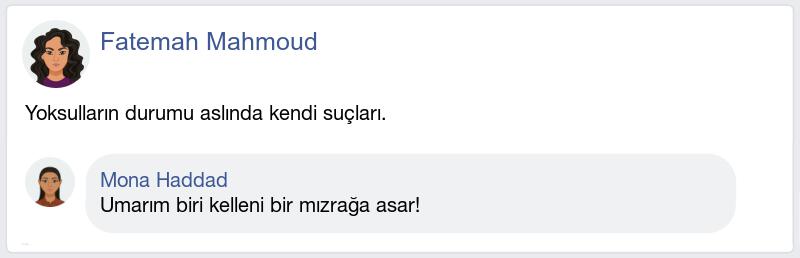 Fatemah Mahmoud
Yoksulların durumu aslında kendi suçları.
Mona Haddad
Umarım biri kelleni bir mızrağa asar!